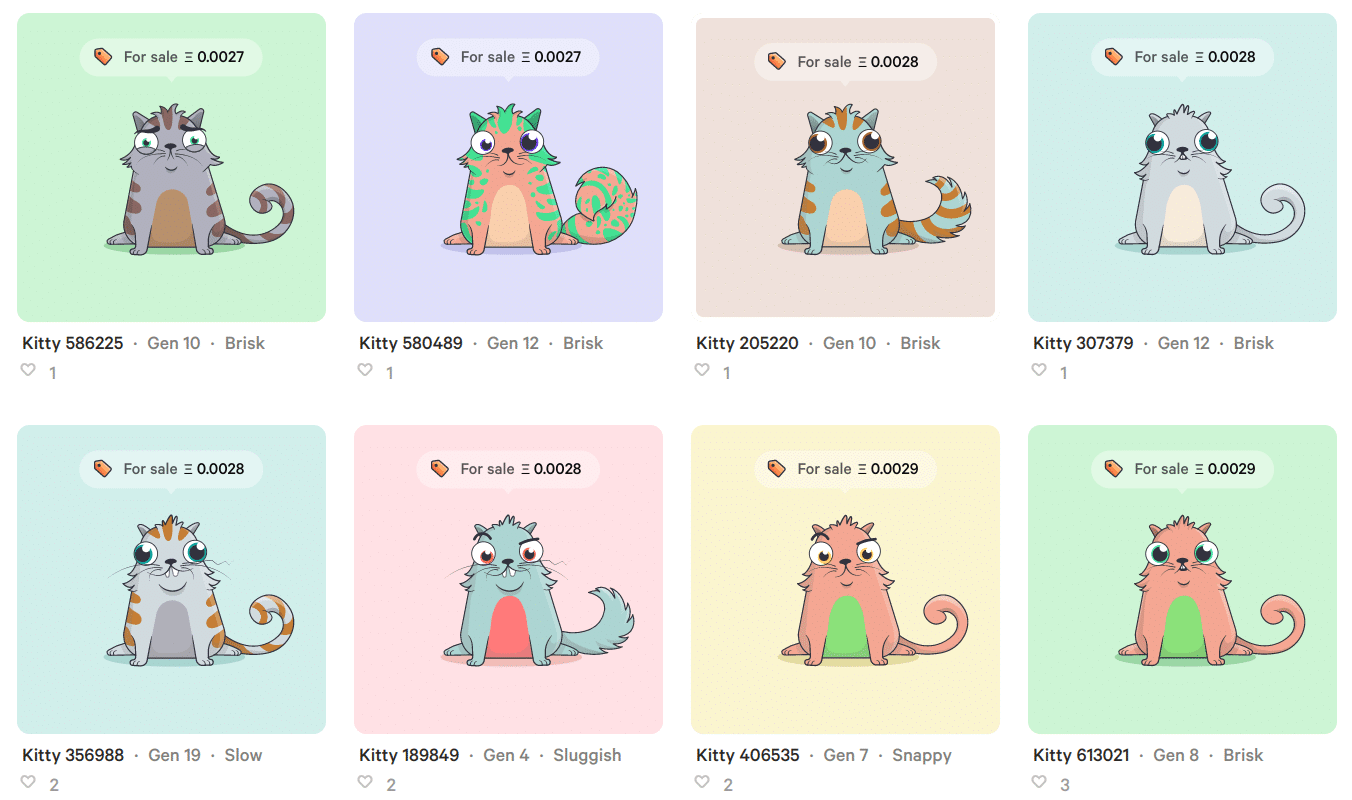 For sale Ξ 0.0027
For sale Ξ 0.0027
For sale Ξ 0.0028
For sale Ξ 0.0028
Kitty 586225 · Gen 10 · Brisk
Kitty 580489 · Gen 12 · Brisk
Kitty 205220 · Gen 10 · Brisk
Kitty 307379 · Gen 12 · Brisk
1
1
1
1
For sale Ξ 0.0028
For sale Ξ 0.0028
For sale Ξ 0.0029
For sale Ξ 0.0029
Kitty 356988 · Gen 19 · Slow
Kitty 189849 · Gen 4 · Sluggish
Kitty 406535 · Gen 7 · Snappy
Kitty 613021 · Gen 8 · Brisk
2
2
2
3